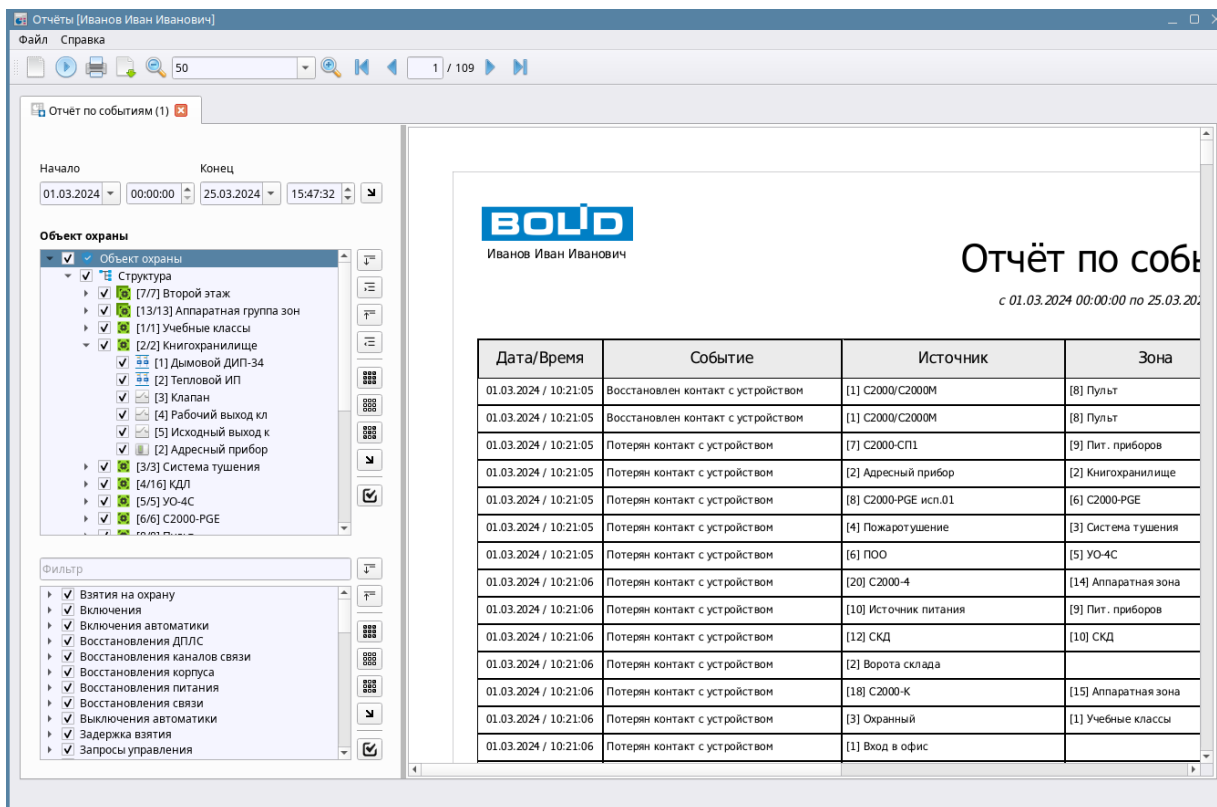 Отчёты [Иванов Иван Иванович]
Файл Справка
50 1 / 109
Отчёт по событиям (1)
Начало Конец
01.03.2024 00:00:00 25.03.2024 15:47:32
Объект охраны
Объект охраны
Структура
[7/7] Второй этаж
[13/13] Аппаратная группа зон
[1/1] Учебные классы
[2/2] Книгохранилище
[1] Дымовой ДИП-34
[2] Тепловой ИП
[3] Клапан
[4] Рабочий выход кл
[5] Исходный выход к
[2] Адресный прибор
[3/3] Система тушения
[4/16] КДЛ
[5/5] УО-4С
[6/6] С2000-PGE
Фильтр
Взятия на охрану
Включения
Включения автоматики
Восстановления ДПЛС
Восстановления каналов связи
Восстановления корпуса
Восстановления питания
Восстановления связи
Выключения автоматики
Задержка взятия
Запросы управления
BOLID
Иванов Иван Иванович
Отчёт по собы
с 01.03.2024 00:00:00 по 25.03.202
Дата/Время Событие Источник Зона
01.03.2024 / 10:21:05 Восстановлен контакт с устройством [1] С2000/С2000М [8] Пульт
01.03.2024 / 10:21:05 Восстановлен контакт с устройством [1] С2000/С2000М [8] Пульт
01.03.2024 / 10:21:05 Потерян контакт с устройством [7] С2000-СП1 [9] Пит. приборов
01.03.2024 / 10:21:05 Потерян контакт с устройством [2] Адресный прибор [2] Книгохранилище
01.03.2024 / 10:21:05 Потерян контакт с устройством [8] С2000-PGE исп.01 [6] С2000-PGE
01.03.2024 / 10:21:05 Потерян контакт с устройством [4] Пожаротушение [3] Система тушения
01.03.2024 / 10:21:05 Потерян контакт с устройством [6] ПОО [5] УО-4С
01.03.2024 / 10:21:06 Потерян контакт с устройством [20] С2000-4 [14] Аппаратная зона
01.03.2024 / 10:21:06 Потерян контакт с устройством [10] Источник питания [9] Пит. приборов
01.03.2024 / 10:21:06 Потерян контакт с устройством [12] СКД [10] СКД
01.03.2024 / 10:21:06 Потерян контакт с устройством [2] Ворота склада
01.03.2024 / 10:21:06 Потерян контакт с устройством [18] С2000-К [15] Аппаратная зона
01.03.2024 / 10:21:06 Потерян контакт с устройством [3] Охранный [1] Учебные классы
01.03.2024 / 10:21:06 Потерян контакт с устройством [1] Вход в офис